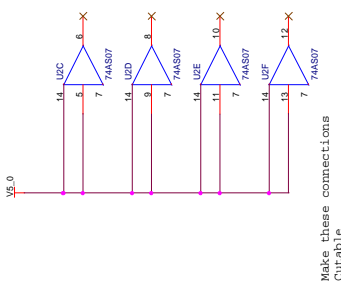 V5_0
U2C
74AS07
14
5
6
7
U2D
74AS07
14
9
8
7
U2E
74AS07
14
11
10
7
U2F
74AS07
14
13
12
7
Make these connections
Cutable